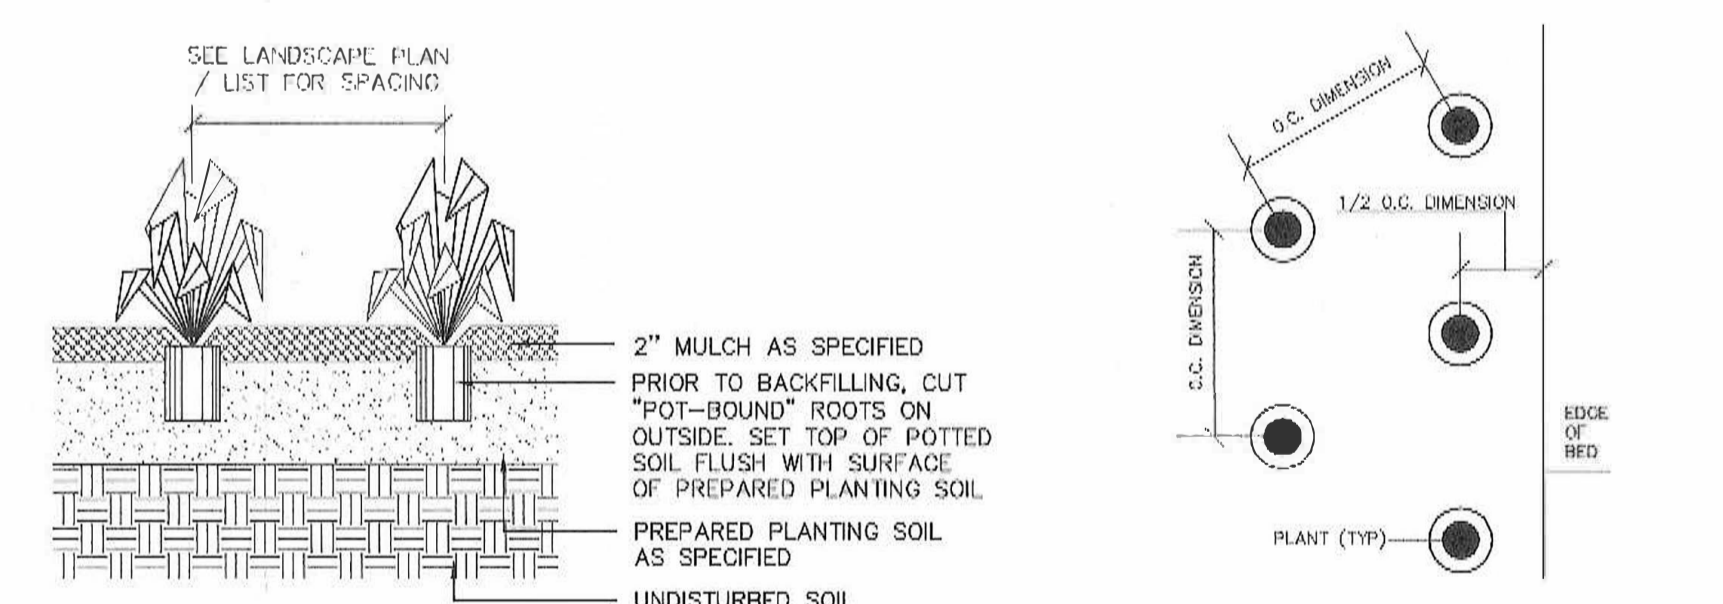 SEE LANDSCAPE PLAN
LIST FOR SPACING
2" MULCH AS SPECIFIED
PRIOR TO BACKFILLING, CUT
"POT-BOUND" ROOTS ON
OUTSIDE. SET TOP OF POTTED
SOIL FLUSH WITH SURFACE
OF PREPARED PLANTING SOIL
PREPARED PLANTING SOIL
AS SPECIFIED
UNDISTURBED SOIL
O.C. DIMENSION
1/2 O.C. DIMENSION
O.C. DIMENSION
EDGE
OF
BED
PLANT (TYP)